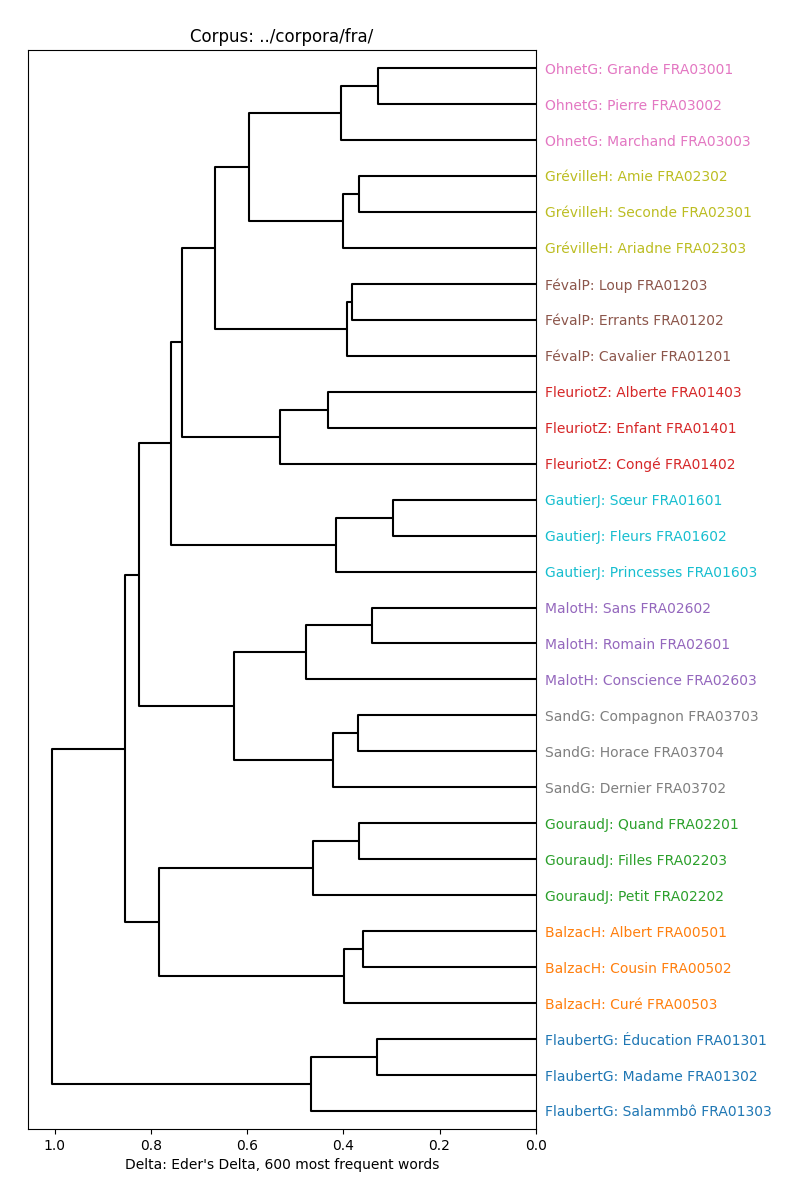 Corpus: ../corpora/fra/
OhnetG: Grande FRA03001
OhnetG: Pierre FRA03002
OhnetG: Marchand FRA03003
GrévilleH: Amie FRA02302
GrévilleH: Seconde FRA02301
GrévilleH: Ariadne FRA02303
FévalP: Loup FRA01203
FévalP: Errants FRA01202
FévalP: Cavalier FRA01201
FleuriotZ: Alberte FRA01403
FleuriotZ: Enfant FRA01401
FleuriotZ: Congé FRA01402
GautierJ: Sœur FRA01601
GautierJ: Fleurs FRA01602
GautierJ: Princesses FRA01603
MalotH: Sans FRA02602
MalotH: Romain FRA02601
MalotH: Conscience FRA02603
SandG: Compagnon FRA03703
SandG: Horace FRA03704
SandG: Dernier FRA03702
GouraudJ: Quand FRA02201
GouraudJ: Filles FRA02203
GouraudJ: Petit FRA02202
BalzacH: Albert FRA00501
BalzacH: Cousin FRA00502
BalzacH: Curé FRA00503
FlaubertG: Éducation FRA01301
FlaubertG: Madame FRA01302
FlaubertG: Salammbô FRA01303
1.0 0.8 0.6 0.4 0.2 0.0
Delta: Eder's Delta, 600 most frequent words